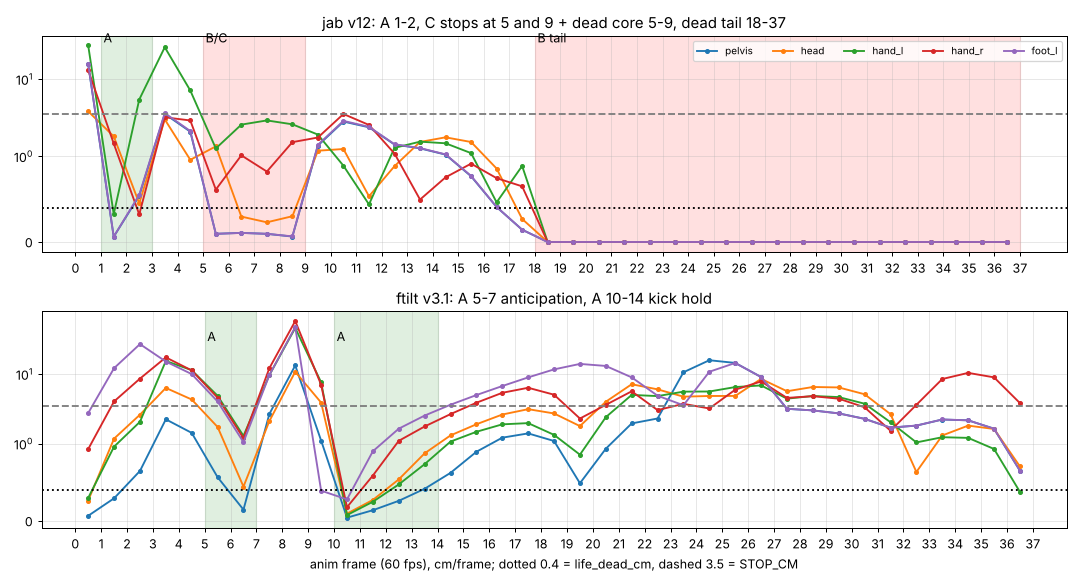 jab v12: A 1-2, C stops at 5 and 9 + dead core 5-9, dead tail 18-37
A B/C B tail
pelvis head hand_l hand_r foot_l
10¹
10⁰
0
0 1 2 3 4 5 6 7 8 9 10 11 12 13 14 15 16 17 18 19 20 21 22 23 24 25 26 27 28 29 30 31 32 33 34 35 36 37
ftilt v3.1: A 5-7 anticipation, A 10-14 kick hold
A A
10¹
10⁰
0
0 1 2 3 4 5 6 7 8 9 10 11 12 13 14 15 16 17 18 19 20 21 22 23 24 25 26 27 28 29 30 31 32 33 34 35 36 37
anim frame (60 fps), cm/frame; dotted 0.4 = life_dead_cm, dashed 3.5 = STOP_CM